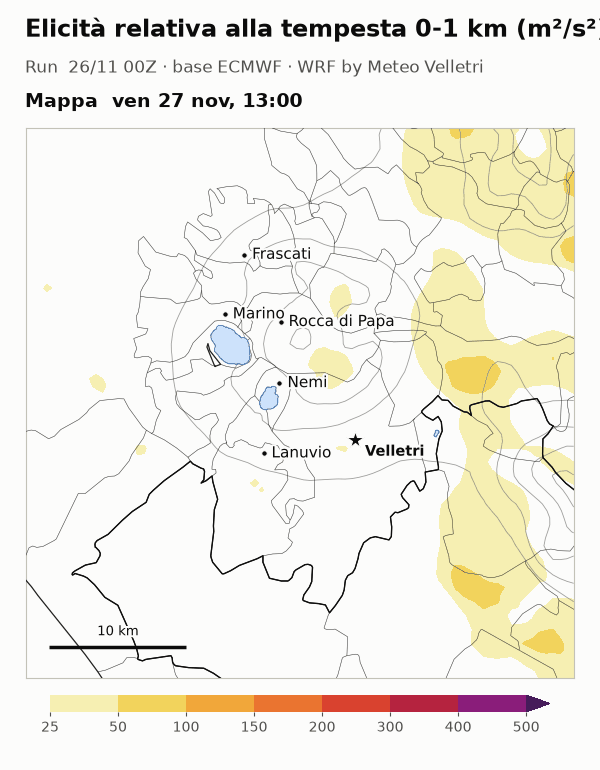 Elicità relativa alla tempesta 0-1 km (m²/s²)
Run  26/11 00Z · base ECMWF · WRF by Meteo Velletri
Mappa  ven 27 nov, 13:00
Frascati
Marino
Rocca di Papa
Nemi
Velletri
Lanuvio
10 km
25 50 100 150 200 300 400 500